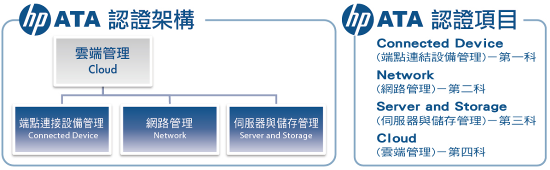 hp ATA 認證架構
雲端管理
Cloud
端點連接設備管理
Connected Device
網路管理
Network
伺服器與儲存管理
Server and Storage
hp ATA 認證項目
Connected Device
(端點連結設備管理)－第一科
Network
(網路管理)－第二科
Server and Storage
(伺服器與儲存管理)－第三科
Cloud
(雲端管理)－第四科